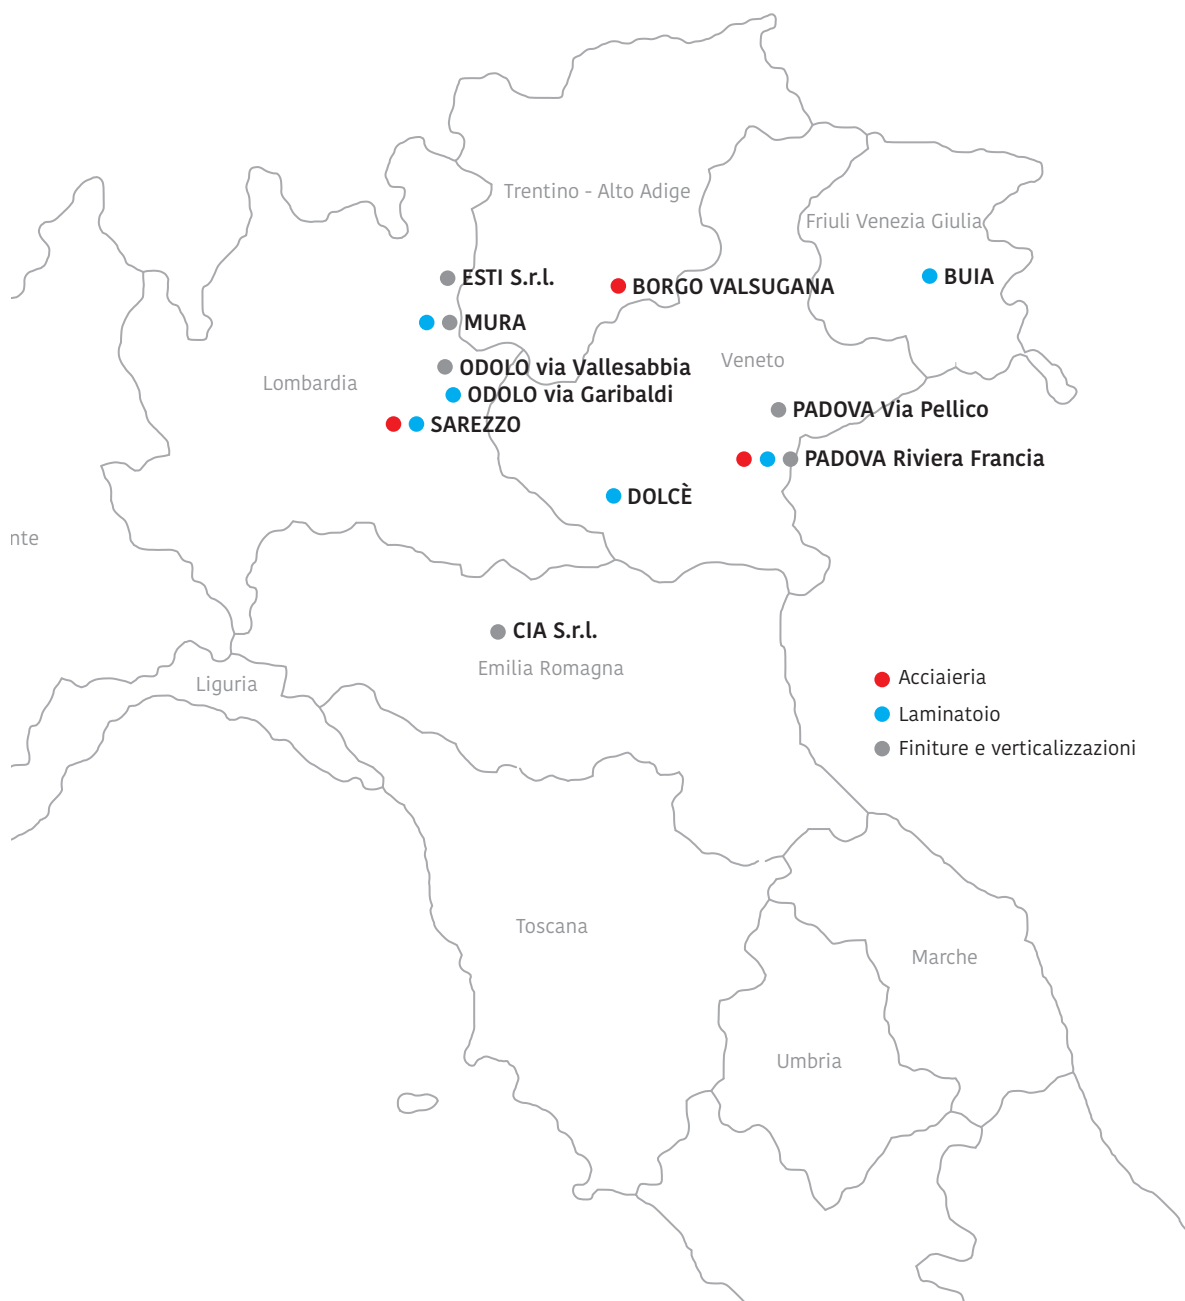 Trentino - Alto Adige
Friuli Venezia Giulia
ESTI S.r.l.
BORGO VALSUGANA
BUIA
MURA
Veneto
ODOLO via Vallesabbia
Lombardia
ODOLO via Garibaldi
PADOVA Via Pellico
SAREZZO
PADOVA Riviera Francia
DOLCÈ
nte
CIA S.r.l.
Emilia Romagna
Liguria
Acciaieria
Laminatoio
Finiture e verticalizzazioni
Toscana
Marche
Umbria